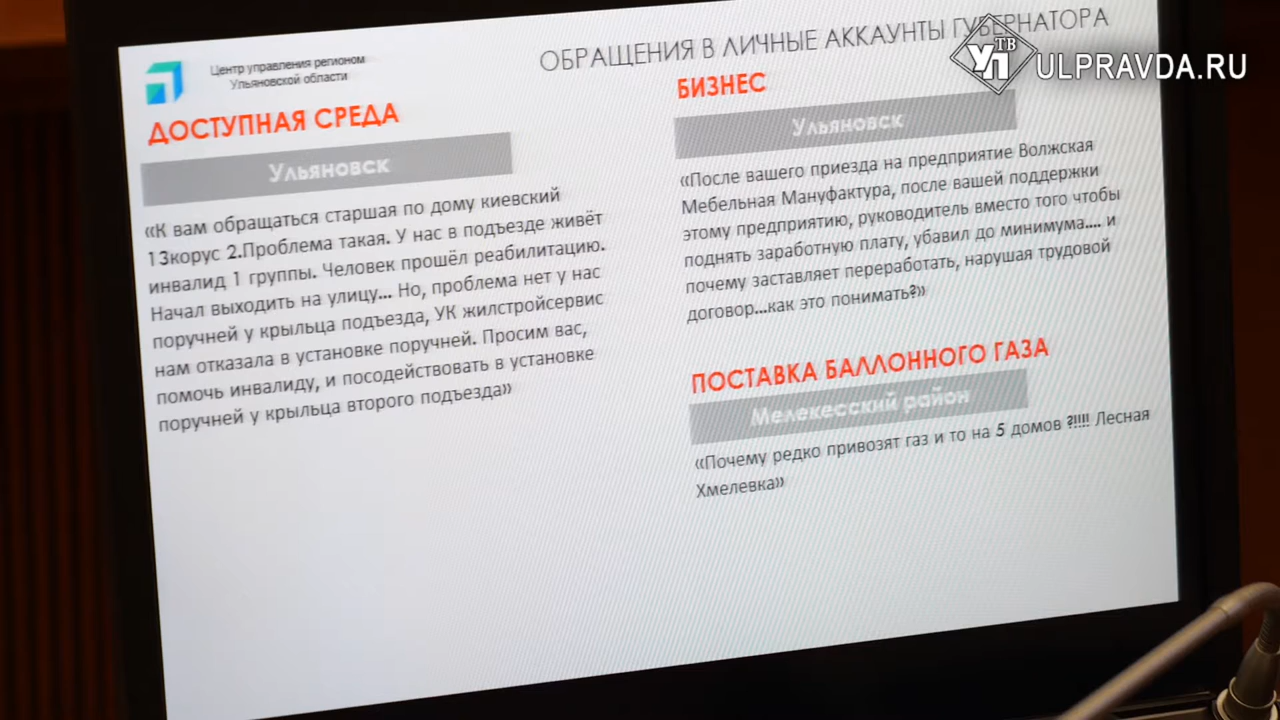 Центр управления регионом
Ульяновской области
ОБРАЩЕНИЯ В ЛИЧНЫЕ АККАУНТЫ ГУБЕРНАТОРА
УПТВ
ULPRAVDA.RU
ДОСТУПНАЯ СРЕДА
Ульяновск
«К вам обращаться старшая по дому киевский
13корус 2.Проблема такая. У нас в подъезде живёт
инвалид 1 группы. Человек прошёл реабилитацию.
Начал выходить на улицу... Но, проблема нет у нас
поручней у крыльца подъезда, УК жилстройсервис
нам отказала в установке поручней. Просим вас,
помочь инвалиду, и посодействовать в установке
поручней у крыльца второго подъезда»
БИЗНЕС
Ульяновск
«После вашего приезда на предприятие Волжская
Мебельная Мануфактура, после вашей поддержки
этому предприятию, руководитель вместо того чтобы
поднять заработную плату, убавил до минимума.... и
почему заставляет переработать, нарушая трудовой
договор...как это понимать?»
ПОСТАВКА БАЛЛОННОГО ГАЗА
Мелекесский район
«Почему редко привозят газ и то на 5 домов ?!!!! Лесная
Хмелевка»